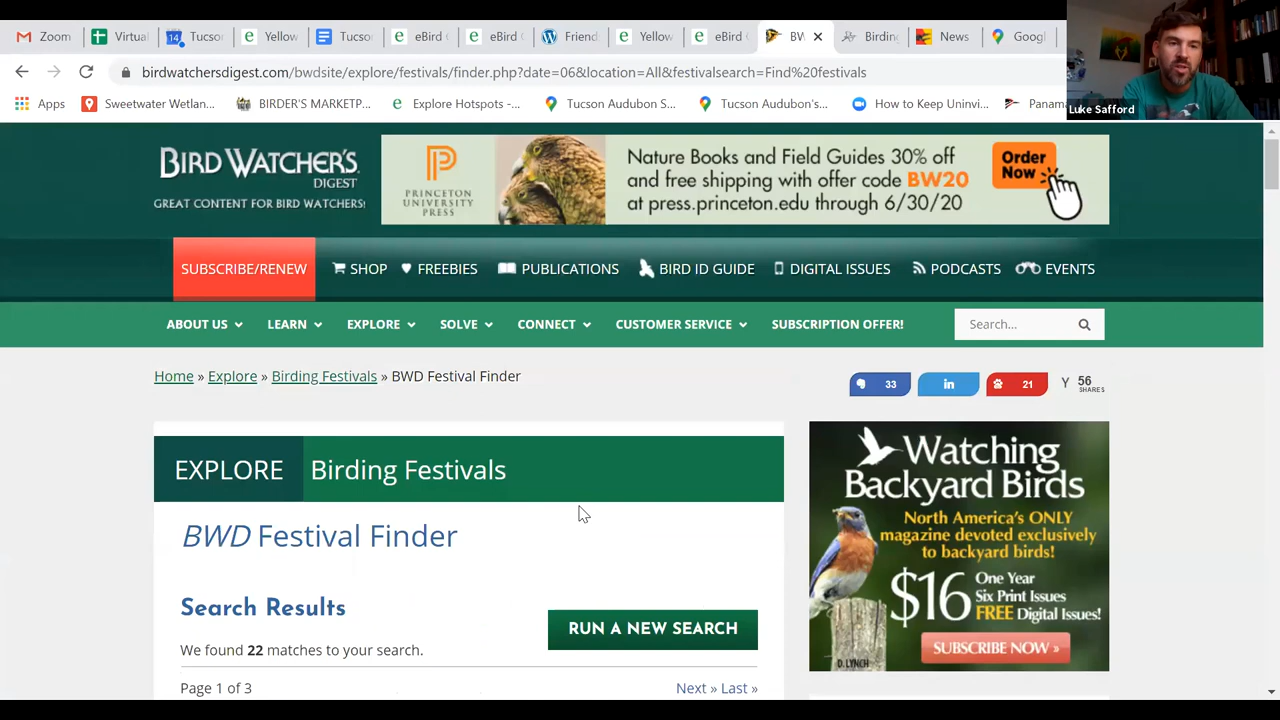 Zoom Virtual 14 Tucson Yellow Tucso eBird eBird Friend Yellow eBird BW Birding News Googl
birdwatchersdigest.com/bwdsite/explore/festivals/finder.php?date=06&location=All&festivalsearch=Find%20festivals
Apps Sweetwater Wetlan... BIRDER'S MARKETP... Explore Hotspots -... Tucson Audubon S... Tucson Audubon's... How to Keep Uninvi... Panam
Luke Safford
BIRD WATCHER'S
DIGEST
GREAT CONTENT FOR BIRD WATCHERS!
PRINCETON
UNIVERSITY
PRESS
Nature Books and Field Guides 30% off
and free shipping with offer code BW20
at press.princeton.edu through 6/30/20
Order
Now
SUBSCRIBE/RENEW SHOP FREEBIES PUBLICATIONS BIRD ID GUIDE DIGITAL ISSUES PODCASTS EVENTS
ABOUT US LEARN EXPLORE SOLVE CONNECT CUSTOMER SERVICE SUBSCRIPTION OFFER! Search...
Home » Explore » Birding Festivals » BWD Festival Finder
33 in 21 Y 56
SHARES
EXPLORE Birding Festivals
BWD Festival Finder
Search Results
RUN A NEW SEARCH
We found 22 matches to your search.
Page 1 of 3 Next » Last »
Watching
Backyard Birds
North America's ONLY
magazine devoted exclusively
to backyard birds!
$16 One Year
Six Print Issues
FREE Digital Issues!
SUBSCRIBE NOW »
D. LYNCH